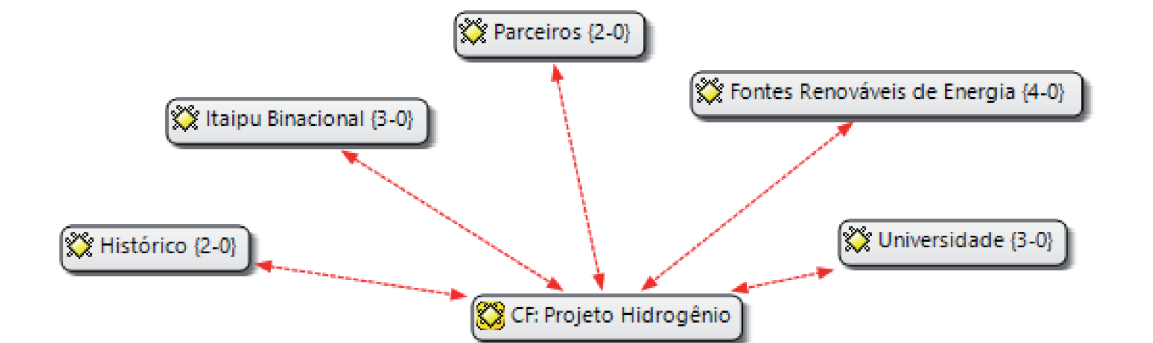 Parceiros {2-0}
Fontes Renováveis de Energia {4-0}
Itaipu Binacional {3-0}
Histórico {2-0}
Universidade {3-0}
CF: Projeto Hidrogênio